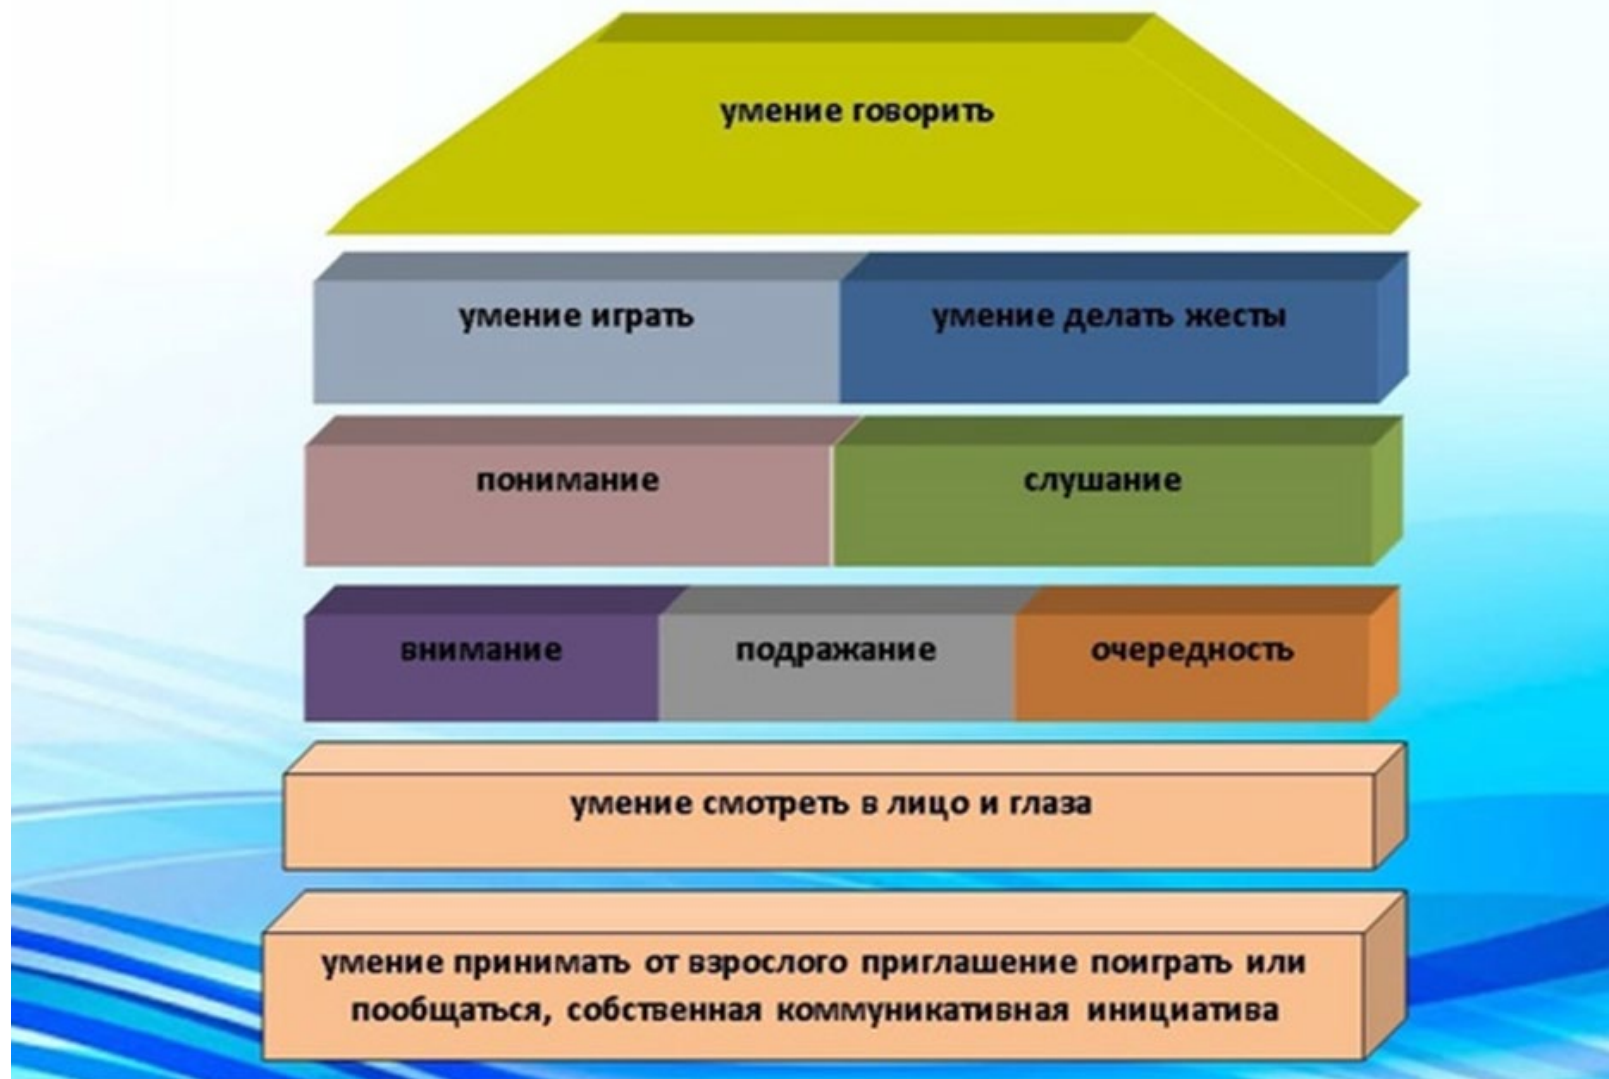 умение говорить
умение играть
умение делать жесты
понимание
слушание
внимание
подражание
очередность
умение смотреть в лицо и глаза
умение принимать от взрослого приглашение поиграть или
пообщаться, собственная коммуникативная инициатива